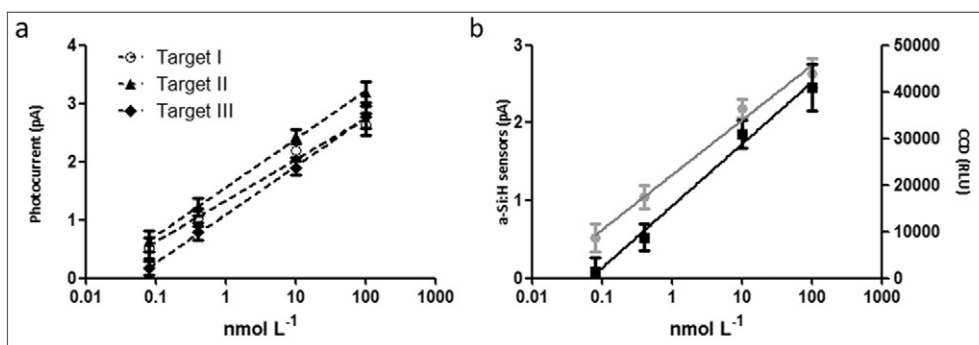 a
Target I
Target II
Target III
Photocurrent (pA)
4
3
2
1
0
0.01 0.1 1 10 100 1000
nmol L-1
b
a-Si:H sensors (pA)
3
2
1
0
0.01 0.1 1 10 100 1000
nmol L-1
50000
40000
30000
20000
10000
0
CCD (RLU)